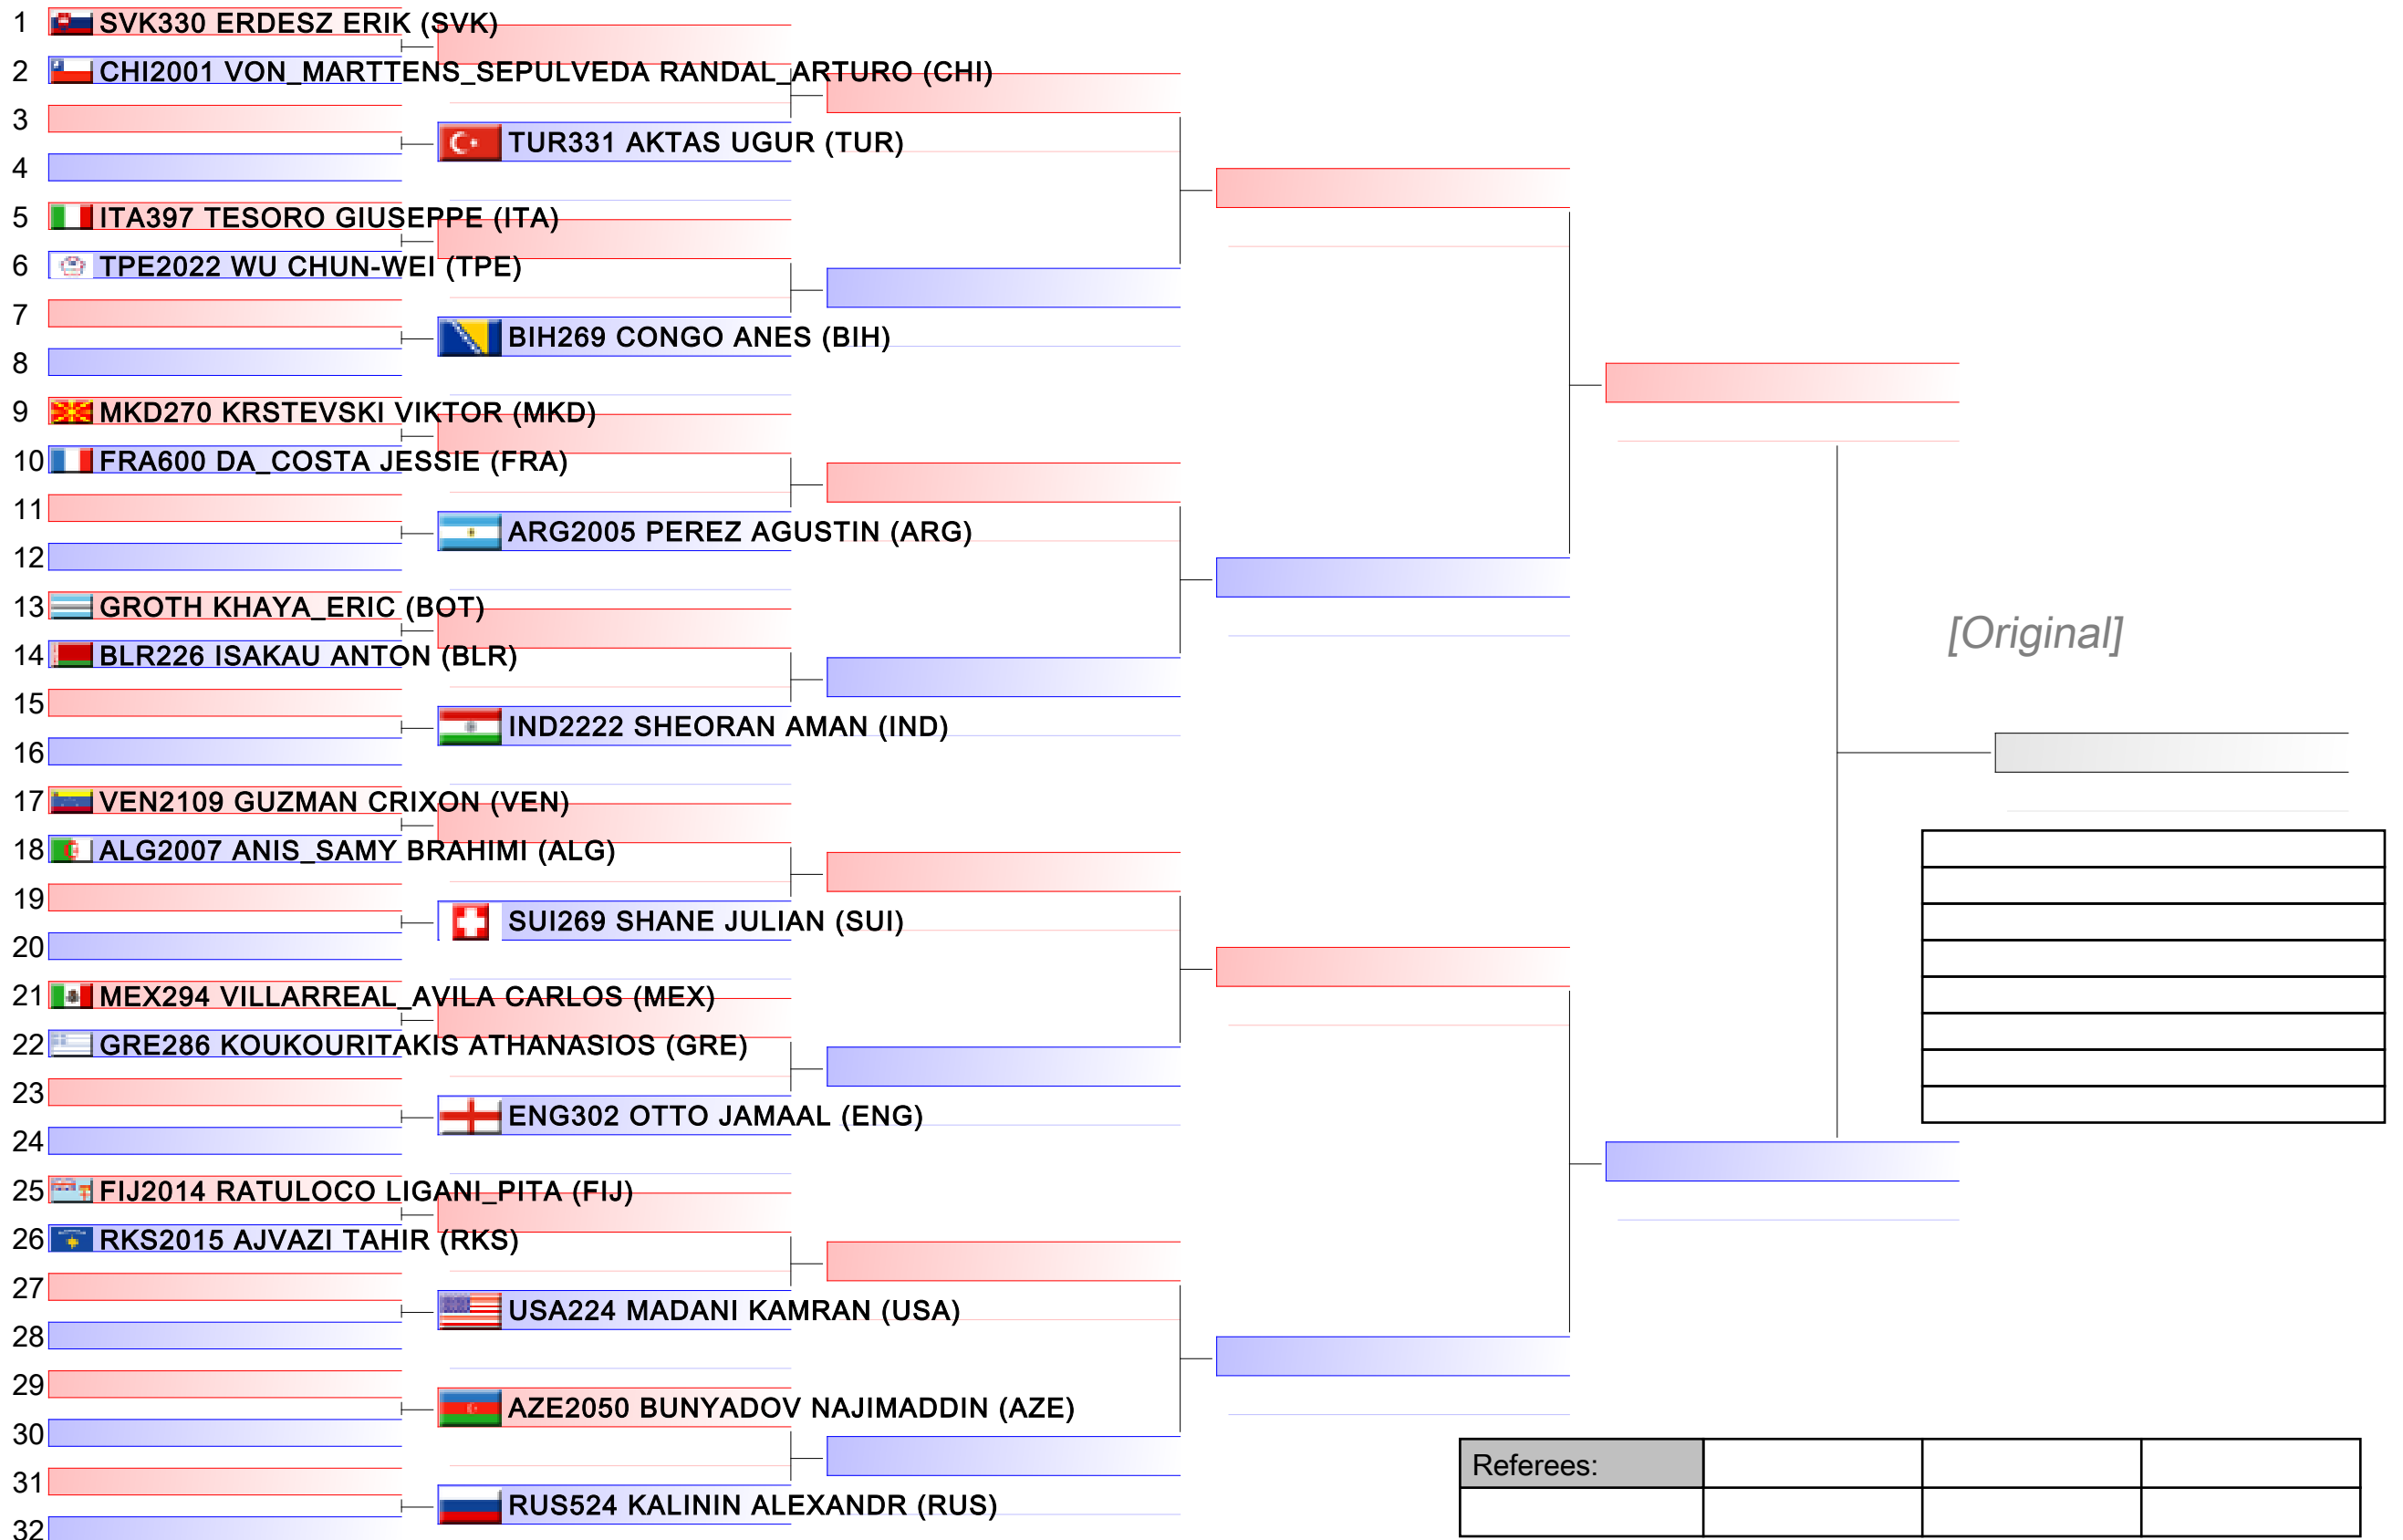 1 SVK330 ERDESZ ERIK (SVK)
2 CHI2001 VON_MARTTENS_SEPULVEDA RANDAL_ARTURO (CHI)
3
TUR331 AKTAS UGUR (TUR)
4
5 ITA397 TESORO GIUSEPPE (ITA)
6 TPE2022 WU CHUN-WEI (TPE)
7
BIH269 CONGO ANES (BIH)
8
9 MKD270 KRSTEVSKI VIKTOR (MKD)
10 FRA600 DA_COSTA JESSIE (FRA)
11
ARG2005 PEREZ AGUSTIN (ARG)
12
13 GROTH KHAYA_ERIC (BOT)
[Original]
14 BLR226 ISAKAU ANTON (BLR)
15
IND2222 SHEORAN AMAN (IND)
16
17 VEN2109 GUZMAN CRIXON (VEN)
18 ALG2007 ANIS_SAMY BRAHIMI (ALG)
19
SUI269 SHANE JULIAN (SUI)
20
21 MEX294 VILLARREAL_AVILA CARLOS (MEX)
22 GRE286 KOUKOURITAKIS ATHANASIOS (GRE)
23
ENG302 OTTO JAMAAL (ENG)
24
25 FIJ2014 RATULOCO LIGANI_PITA (FIJ)
26 RKS2015 AJVAZI TAHIR (RKS)
27
USA224 MADANI KAMRAN (USA)
28
29
AZE2050 BUNYADOV NAJIMADDIN (AZE)
30
Referees:
31
RUS524 KALININ ALEXANDR (RUS)
32